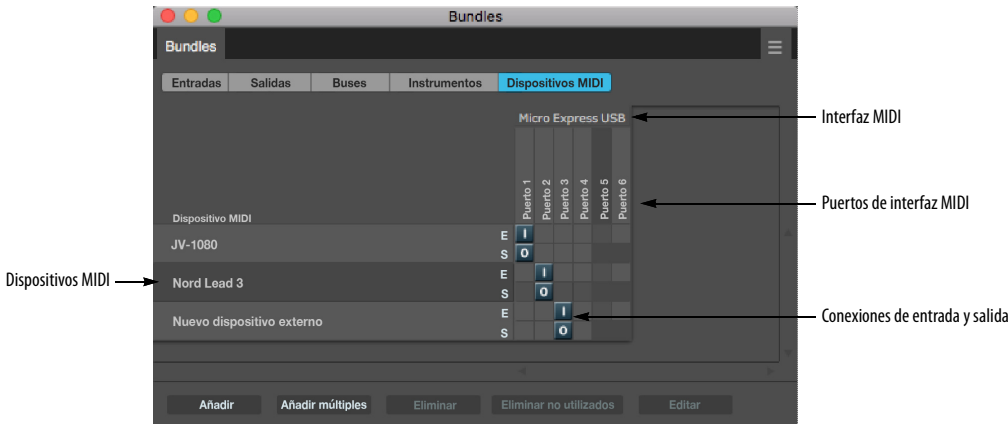 Bundles
Bundles
Entradas Salidas Buses Instrumentos Dispositivos MIDI
Micro Express USB
Interfaz MIDI
Puerto 1
Puerto 2
Puerto 3
Puerto 4
Puerto 5
Puerto 6
Puertos de interfaz MIDI
Dispositivo MIDI
JV-1080
E I
S O
Dispositivos MIDI
Nord Lead 3
E I
S O
Nuevo dispositivo externo
E I
S O
Conexiones de entrada y salida
Añadir Añadir múltiples Eliminar Eliminar no utilizados Editar